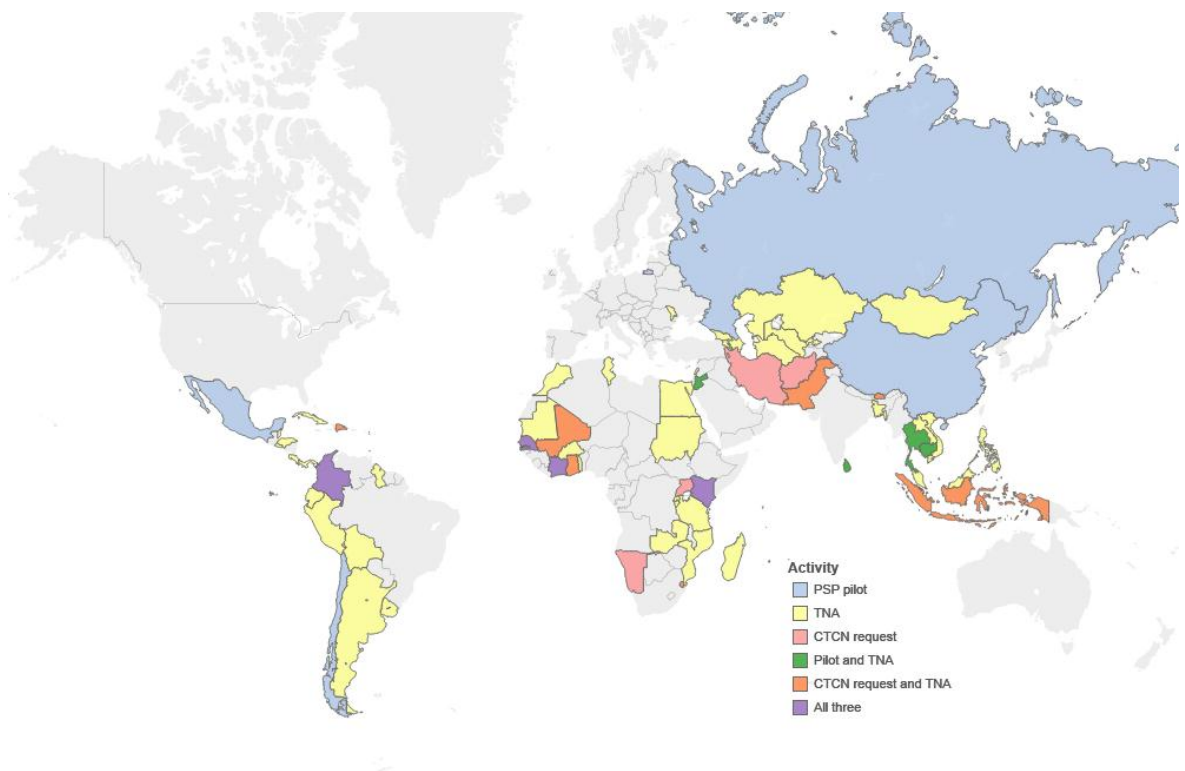 Activity
PSP pilot
TNA
CTCN request
Pilot and TNA
CTCN request and TNA
All three